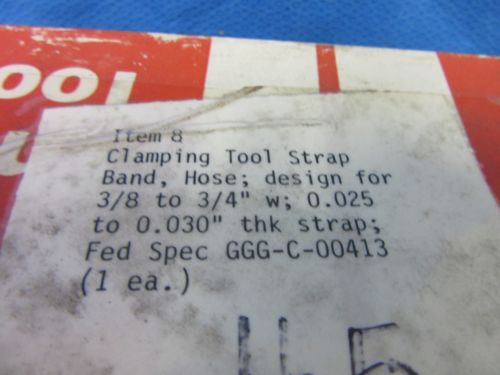 Tool
Item 8
Clamping Tool Strap
Band, Hose; design for
3/8 to 3/4" w; 0.025
to 0.030" thk strap;
Fed Spec GGG-C-00413
(1 ea.)